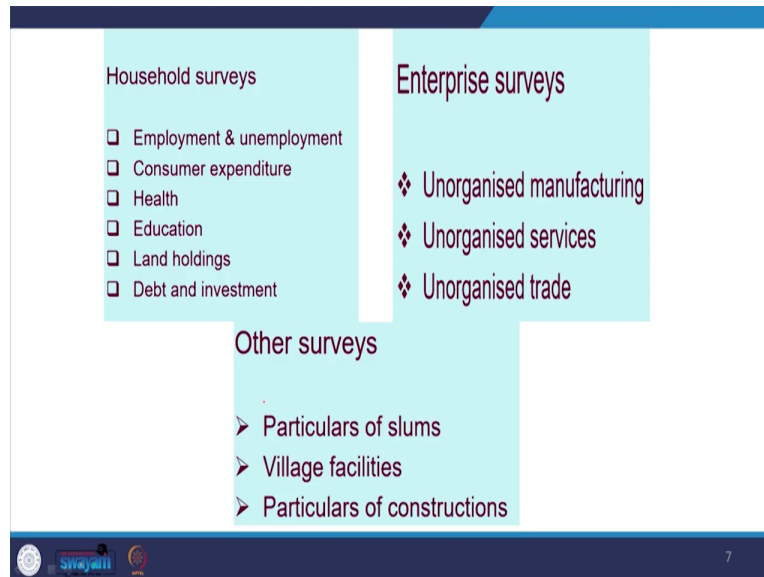 Household surveys
Employment & unemployment
Consumer expenditure
Health
Education
Land holdings
Debt and investment
Enterprise surveys
Unorganised manufacturing
Unorganised services
Unorganised trade
Other surveys
Particulars of slums
Village facilities
Particulars of constructions
swayam
7